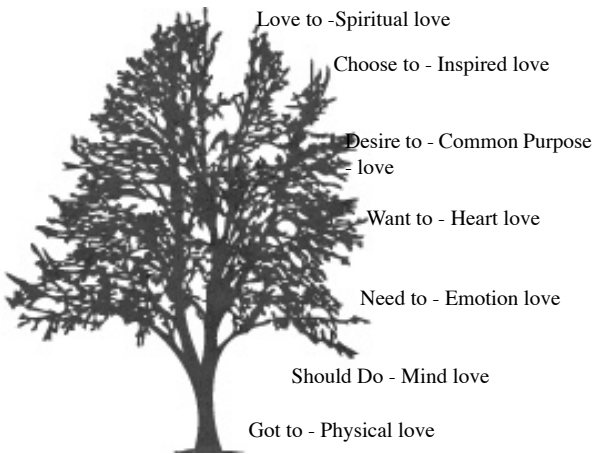 Love to -Spiritual love
Choose to - Inspired love
Desire to - Common Purpose
- love
Want to - Heart love
Need to - Emotion love
Should Do - Mind love
Got to - Physical love